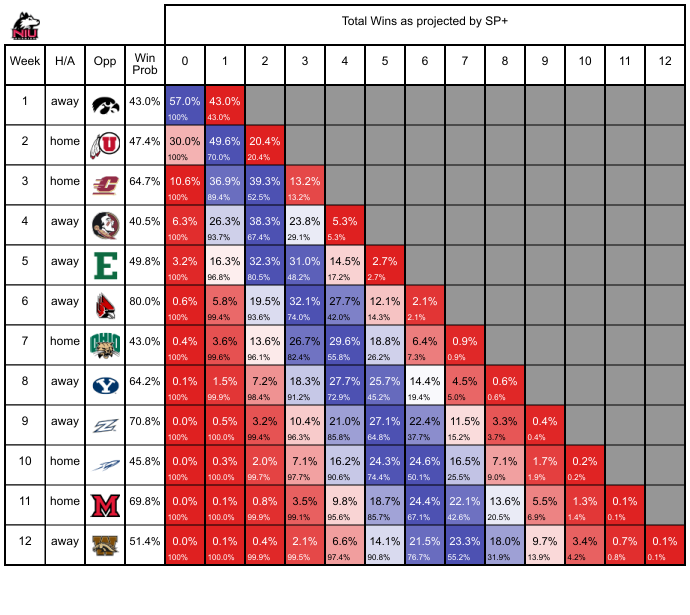 NIU
Total Wins as projected by SP+
Week H/A Opp Win Prob 0 1 2 3 4 5 6 7 8 9 10 11 12
1 away 43.0% 57.0% 43.0%
100% 43.0%
2 home U 47.4% 30.0% 49.6% 20.4%
100% 70.0% 20.4%
3 home C 64.7% 10.6% 36.9% 39.3% 13.2%
100% 89.4% 52.5% 13.2%
4 away 40.5% 6.3% 26.3% 38.3% 23.8% 5.3%
100% 93.7% 67.4% 29.1% 5.3%
5 away E 49.8% 3.2% 16.3% 32.3% 31.0% 14.5% 2.7%
100% 96.8% 80.5% 48.2% 17.2% 2.7%
6 away 80.0% 0.6% 5.8% 19.5% 32.1% 27.7% 12.1% 2.1%
100% 99.4% 93.6% 74.0% 42.0% 14.3% 2.1%
7 home OHIO 43.0% 0.4% 3.6% 13.6% 26.7% 29.6% 18.8% 6.4% 0.9%
100% 99.6% 96.1% 82.4% 55.8% 26.2% 7.3% 0.9%
8 away Y 64.2% 0.1% 1.5% 7.2% 18.3% 27.7% 25.7% 14.4% 4.5% 0.6%
100% 99.9% 98.4% 91.2% 72.9% 45.2% 19.4% 5.0% 0.6%
9 away Z 70.8% 0.0% 0.5% 3.2% 10.4% 21.0% 27.1% 22.4% 11.5% 3.3% 0.4%
100% 100.0% 99.4% 96.3% 85.8% 64.8% 37.7% 15.2% 3.7% 0.4%
10 home 45.8% 0.0% 0.3% 2.0% 7.1% 16.2% 24.3% 24.6% 16.5% 7.1% 1.7% 0.2%
100% 100.0% 99.7% 97.7% 90.6% 74.4% 50.1% 25.5% 9.0% 1.9% 0.2%
11 home M 69.8% 0.0% 0.1% 0.8% 3.5% 9.8% 18.7% 24.4% 22.1% 13.6% 5.5% 1.3% 0.1%
100% 100.0% 99.9% 99.1% 95.6% 85.7% 67.1% 42.6% 20.5% 6.9% 1.4% 0.1%
12 away W 51.4% 0.0% 0.1% 0.4% 2.1% 6.6% 14.1% 21.5% 23.3% 18.0% 9.7% 3.4% 0.7% 0.1%
100% 100.0% 99.9% 99.5% 97.4% 90.8% 76.7% 55.2% 31.9% 13.9% 4.2% 0.8% 0.1%